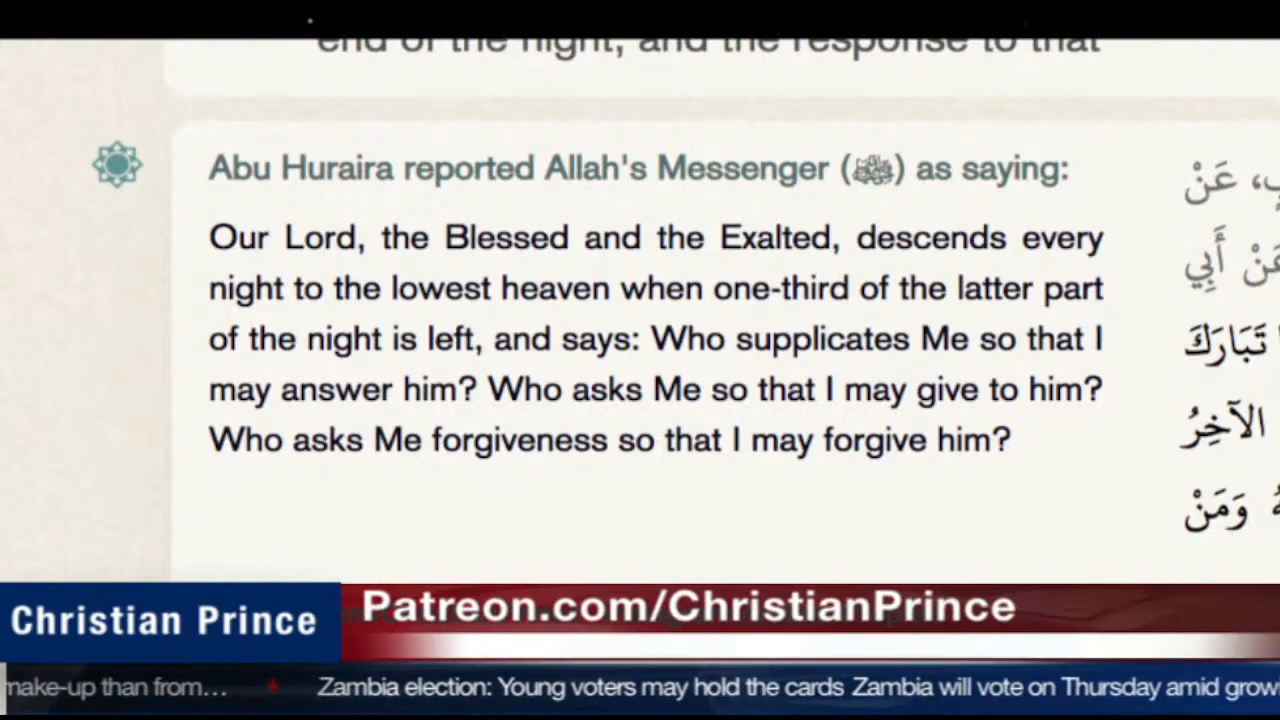 end of the night, and the response to that
Abu Huraira reported Allah's Messenger (ﷺ) as saying:
Our Lord, the Blessed and the Exalted, descends every
night to the lowest heaven when one-third of the latter part
of the night is left, and says: Who supplicates Me so that I
may answer him? Who asks Me so that I may give to him?
Who asks Me forgiveness so that I may forgive him?
عَنْ
عَنْ أَبِي
تَبَارَكَ
الآخِرُ
وَمَنْ
Christian Prince
Patreon.com/ChristianPrince
make-up than from... Zambia election: Young voters may hold the cards Zambia will vote on Thursday amid grow